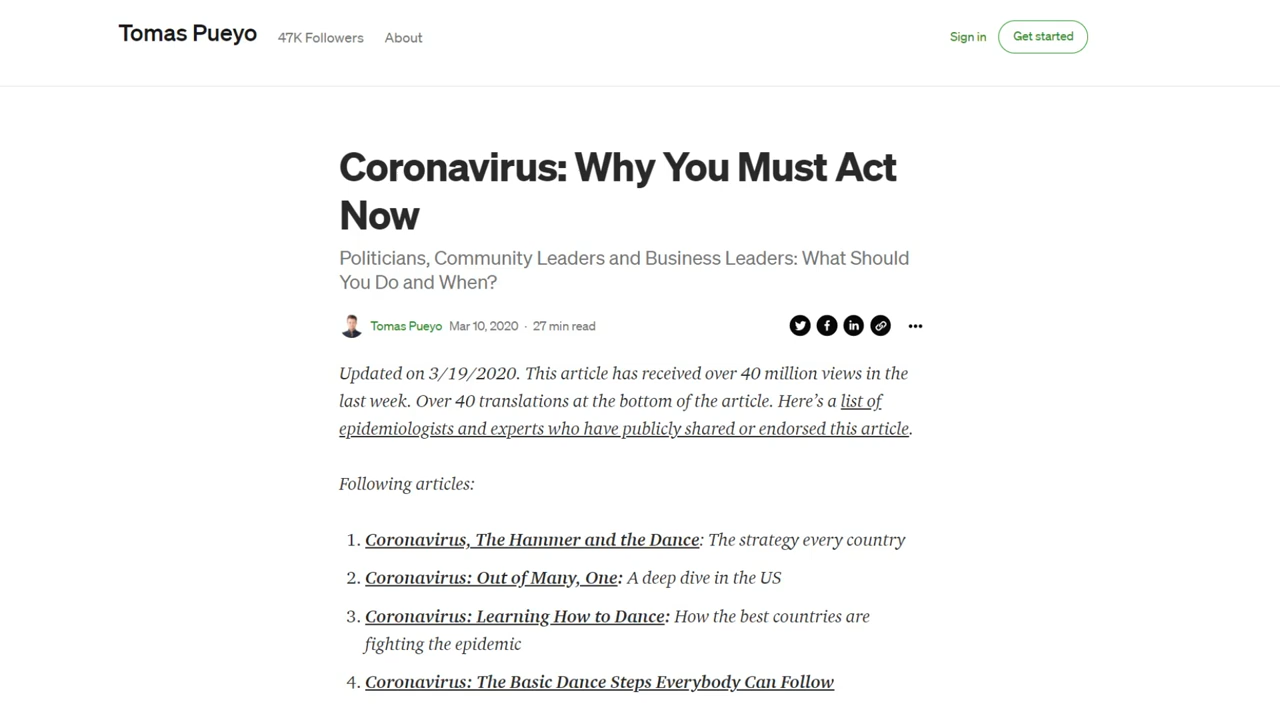 Tomas Pueyo 47K Followers About Sign in Get started
Coronavirus: Why You Must Act
Now
Politicians, Community Leaders and Business Leaders: What Should
You Do and When?
Tomas Pueyo Mar 10, 2020 · 27 min read
Updated on 3/19/2020. This article has received over 40 million views in the
last week. Over 40 translations at the bottom of the article. Here’s a list of
epidemiologists and experts who have publicly shared or endorsed this article.
Following articles:
1. Coronavirus, The Hammer and the Dance: The strategy every country
2. Coronavirus: Out of Many, One: A deep dive in the US
3. Coronavirus: Learning How to Dance: How the best countries are
fighting the epidemic
4. Coronavirus: The Basic Dance Steps Everybody Can Follow